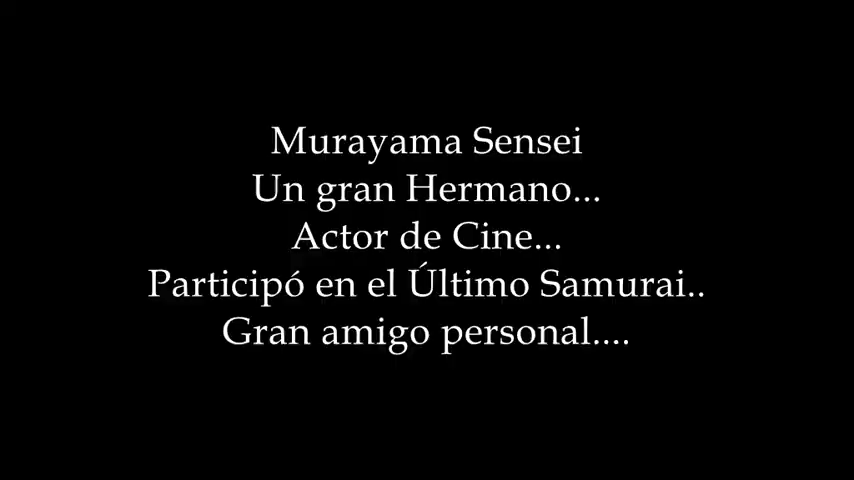 Murayama Sensei
Un gran Hermano...
Actor de Cine...
Participó en el Último Samurai..
Gran amigo personal....